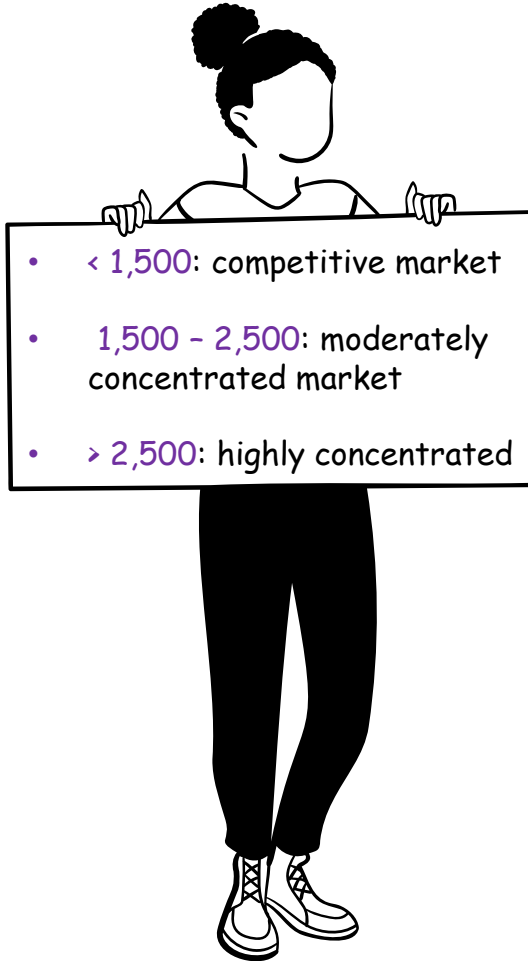 • < 1,500: competitive market
• 1,500 – 2,500: moderately
concentrated market
• > 2,500: highly concentrated